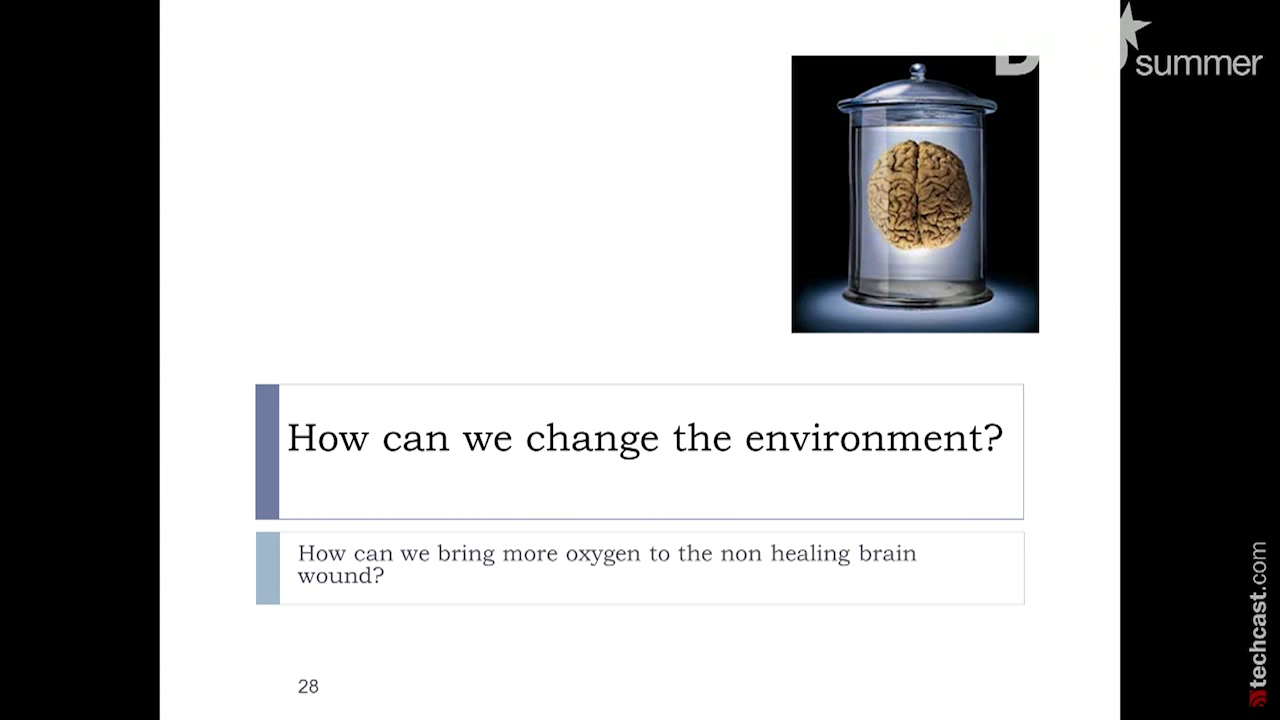 summer
How can we change the environment?
How can we bring more oxygen to the non healing brain
wound?
28
techcast.com